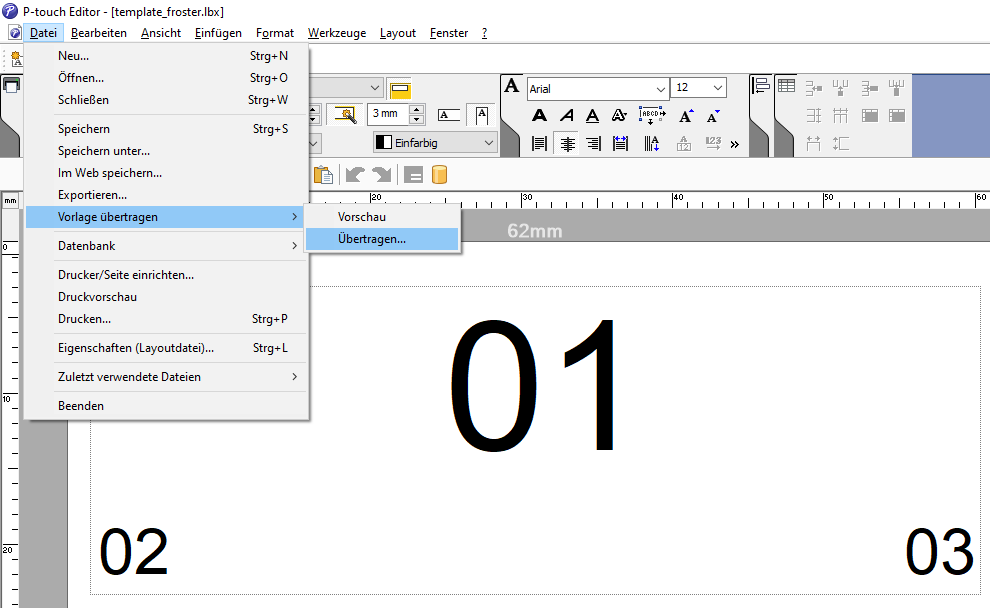 P-touch Editor - [template_froster.lbx]
Datei Bearbeiten Ansicht Einfügen Format Werkzeuge Layout Fenster ?
Neu... Strg+N
Öffnen... Strg+O
Schließen Strg+W
Speichern Strg+S
Speichern unter...
Im Web speichern...
Exportieren...
Vorlage übertragen
Datenbank
Drucker/Seite einrichten...
Druckvorschau
Drucken... Strg+P
Eigenschaften (Layoutdatei)... Strg+L
Zuletzt verwendete Dateien
Beenden
Vorschau
Übertragen...
3 mm
Einfarbig
Arial 12
ABCD
123
mm
20 30 40 50 60
0
10
20
62mm
01
02 03